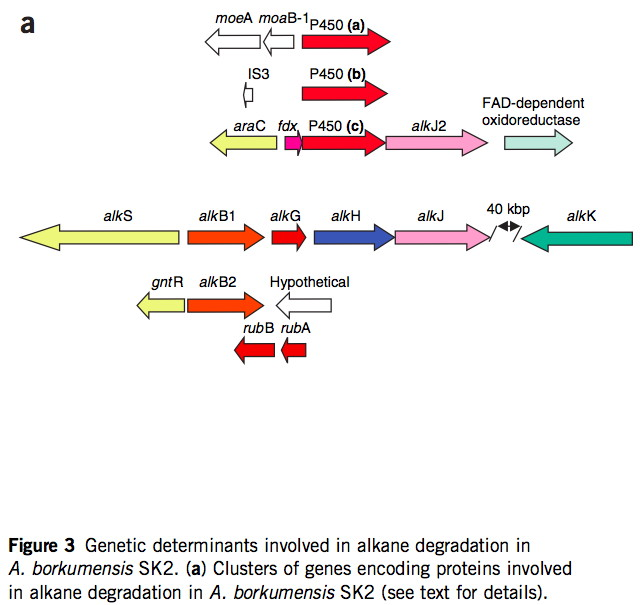 a
moeA moaB-1 P450 (a)
IS3 P450 (b)
FAD-dependent
oxidoreductase
araC fdx P450 (c) alkJ2
alkS alkB1 alkG alkH alkJ 40 kbp alkK
gntR alkB2 Hypothetical
rubB rubA
Figure 3 Genetic determinants involved in alkane degradation in
A. borkumensis SK2. (a) Clusters of genes encoding proteins involved
in alkane degradation in A. borkumensis SK2 (see text for details).